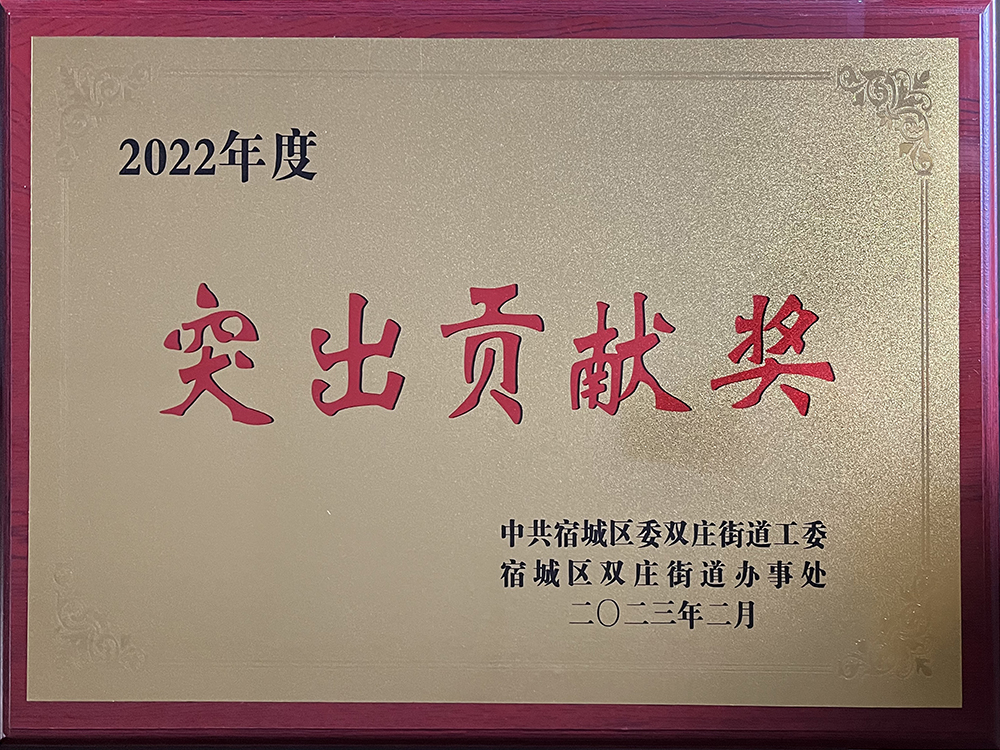 2022年度
突出贡献奖
中共宿城区委双庄街道工委
宿城区双庄街道办事处
二〇二三年二月